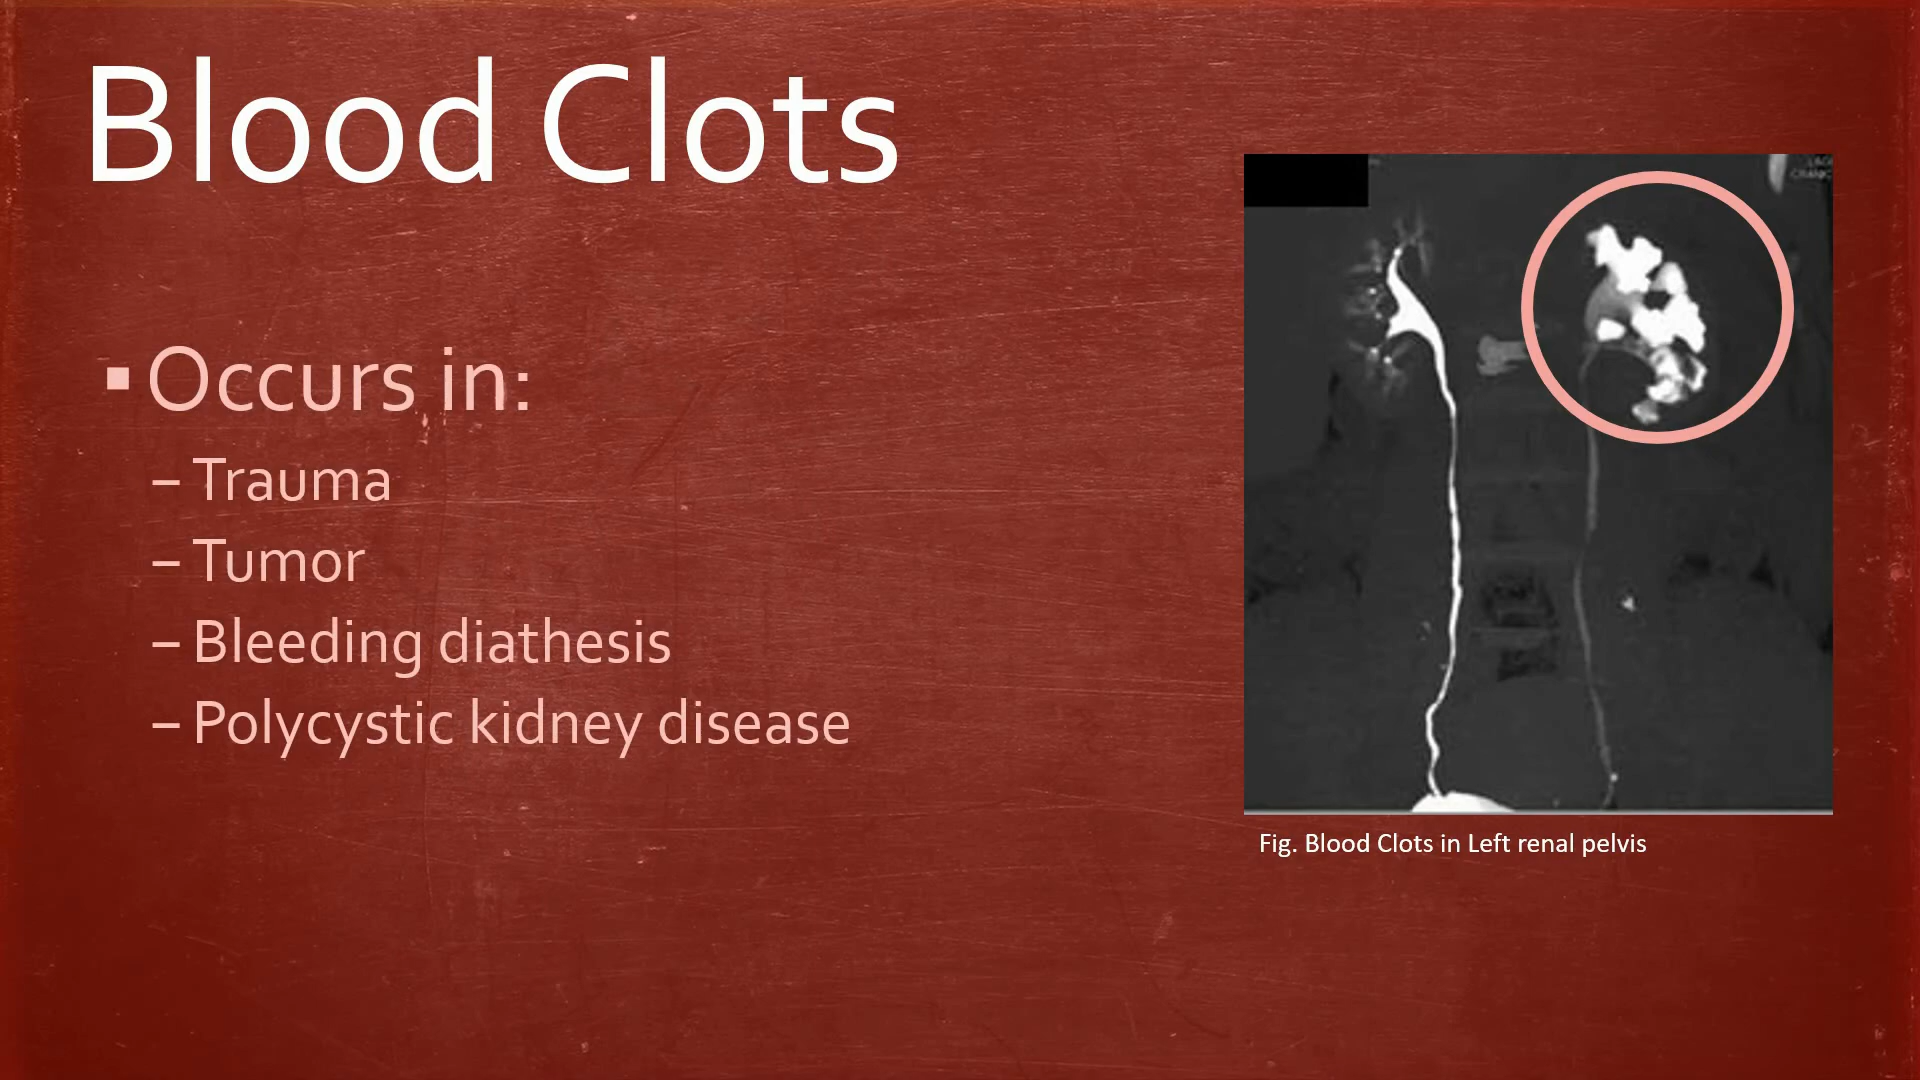 Blood Clots
▪ Occurs in:
– Trauma
– Tumor
– Bleeding diathesis
– Polycystic kidney disease
Fig. Blood Clots in Left renal pelvis